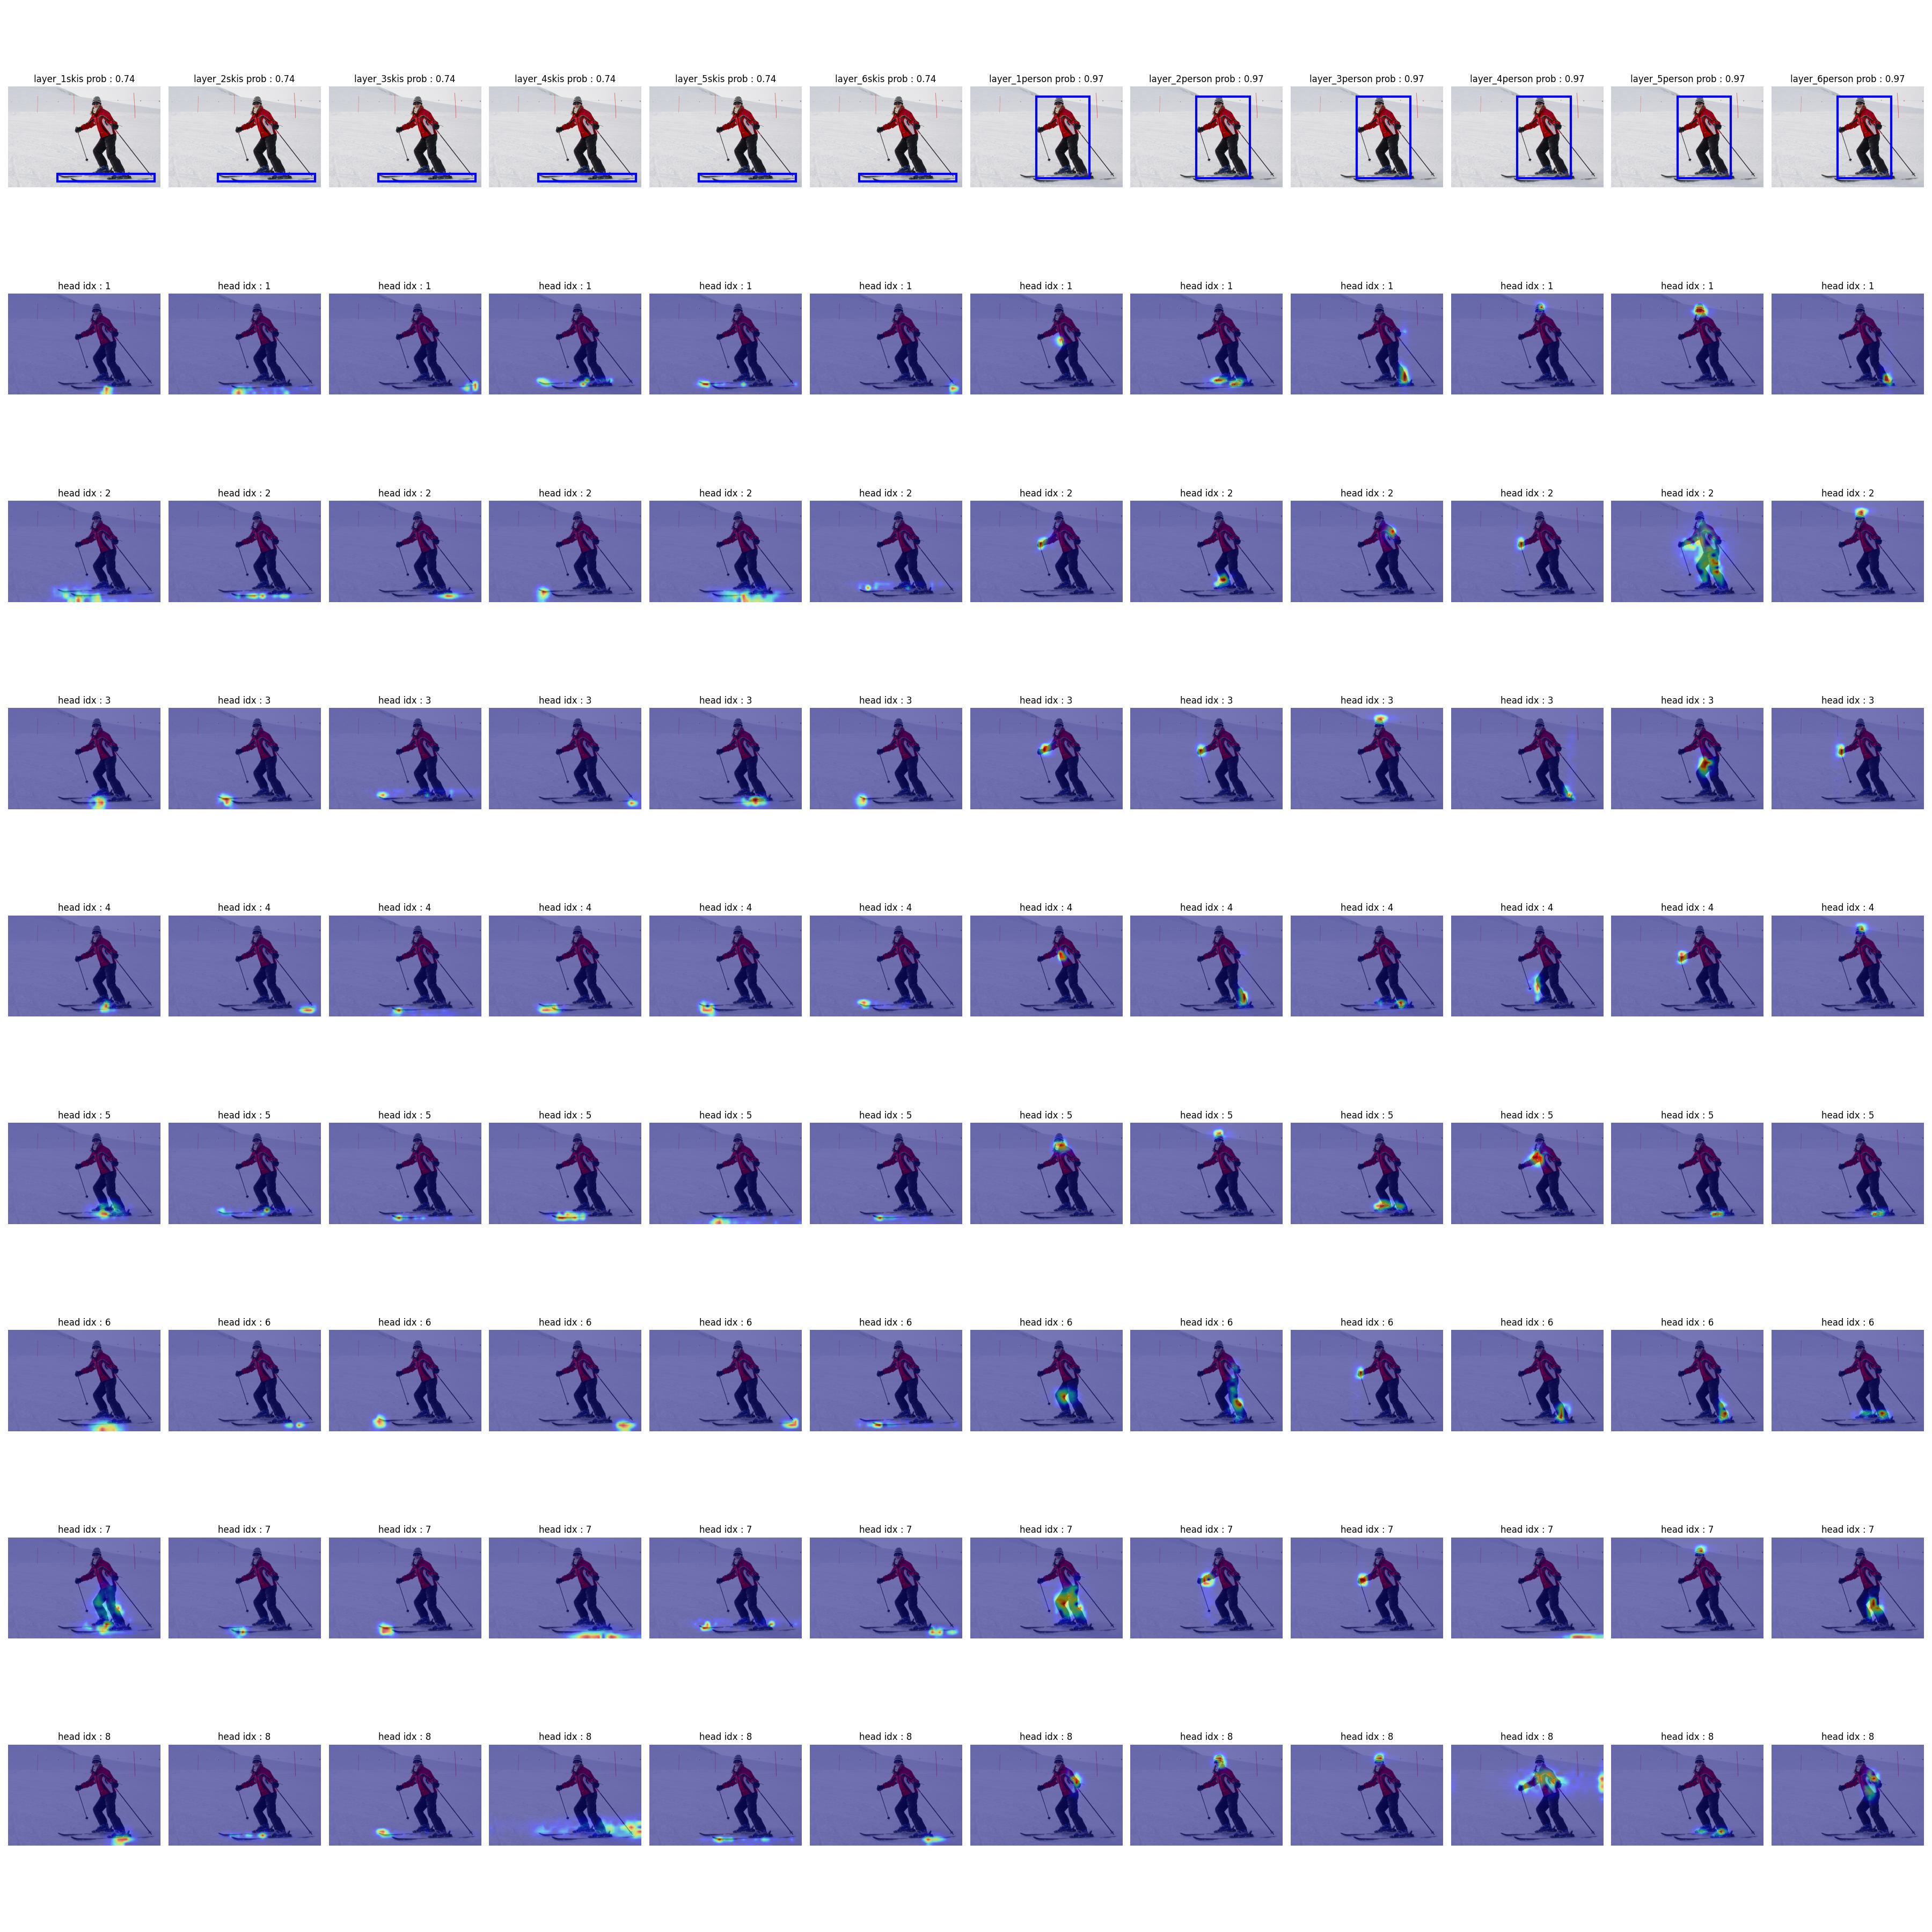 layer_1skis prob : 0.74 layer_2skis prob : 0.74 layer_3skis prob : 0.74 layer_4skis prob : 0.74 layer_5skis prob : 0.74 layer_6skis prob : 0.74 layer_1person prob : 0.97 layer_2person prob : 0.97 layer_3person prob : 0.97 layer_4person prob : 0.97 layer_5person prob : 0.97 layer_6person prob : 0.97
head idx : 1 head idx : 1 head idx : 1 head idx : 1 head idx : 1 head idx : 1 head idx : 1 head idx : 1 head idx : 1 head idx : 1 head idx : 1 head idx : 1
head idx : 2 head idx : 2 head idx : 2 head idx : 2 head idx : 2 head idx : 2 head idx : 2 head idx : 2 head idx : 2 head idx : 2 head idx : 2 head idx : 2
head idx : 3 head idx : 3 head idx : 3 head idx : 3 head idx : 3 head idx : 3 head idx : 3 head idx : 3 head idx : 3 head idx : 3 head idx : 3 head idx : 3
head idx : 4 head idx : 4 head idx : 4 head idx : 4 head idx : 4 head idx : 4 head idx : 4 head idx : 4 head idx : 4 head idx : 4 head idx : 4 head idx : 4
head idx : 5 head idx : 5 head idx : 5 head idx : 5 head idx : 5 head idx : 5 head idx : 5 head idx : 5 head idx : 5 head idx : 5 head idx : 5 head idx : 5
head idx : 6 head idx : 6 head idx : 6 head idx : 6 head idx : 6 head idx : 6 head idx : 6 head idx : 6 head idx : 6 head idx : 6 head idx : 6 head idx : 6
head idx : 7 head idx : 7 head idx : 7 head idx : 7 head idx : 7 head idx : 7 head idx : 7 head idx : 7 head idx : 7 head idx : 7 head idx : 7 head idx : 7
head idx : 8 head idx : 8 head idx : 8 head idx : 8 head idx : 8 head idx : 8 head idx : 8 head idx : 8 head idx : 8 head idx : 8 head idx : 8 head idx : 8